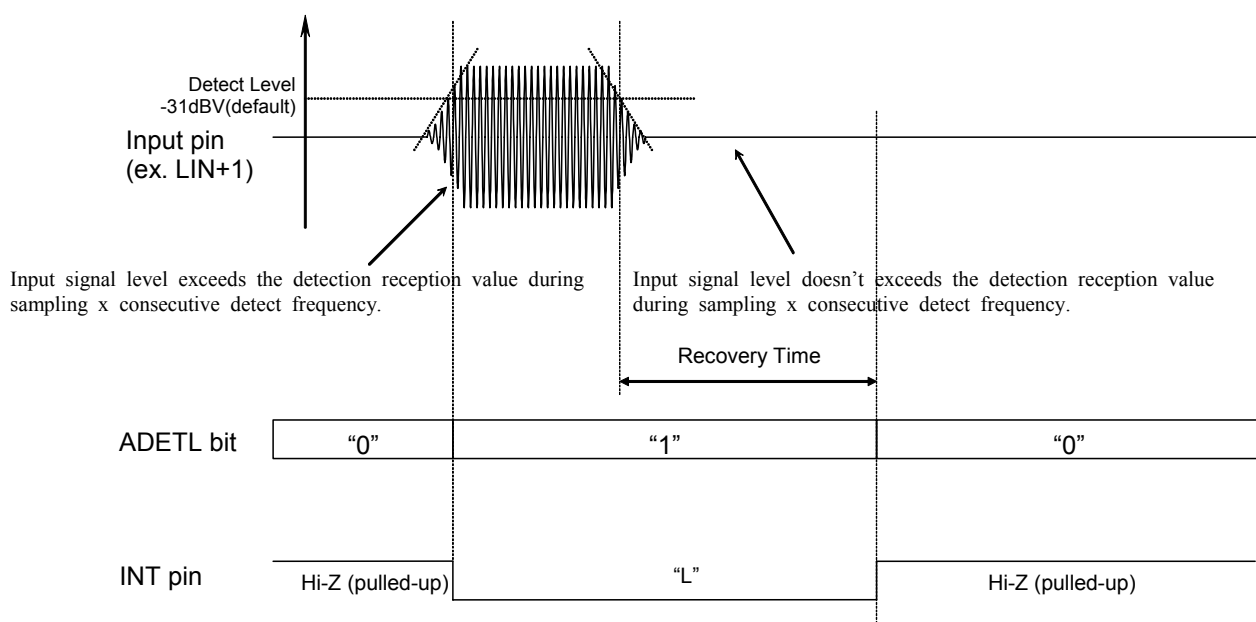 Detect Level
-31dBV(default)
Input pin
(ex. LIN+1)
Input signal level exceeds the detection reception value during
sampling x consecutive detect frequency.
Input signal level doesn’t exceeds the detection reception value
during sampling x consecutive detect frequency.
Recovery Time
ADETL bit
“0”
“1”
“0”
INT pin
Hi-Z (pulled-up)
“L”
Hi-Z (pulled-up)